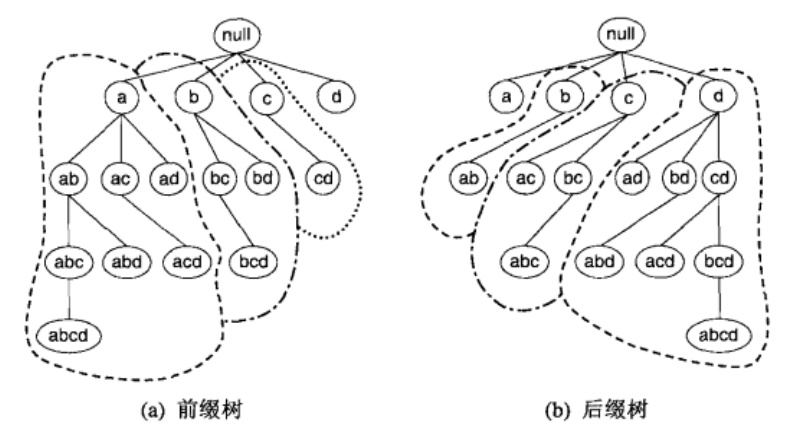 null
a b c d
ab ac ad bc bd cd
abc abd acd bcd
abcd
(a) 前缀树
null
a b c d
ab ac bc ad bd cd
abc abd acd bcd
abcd
(b) 后缀树